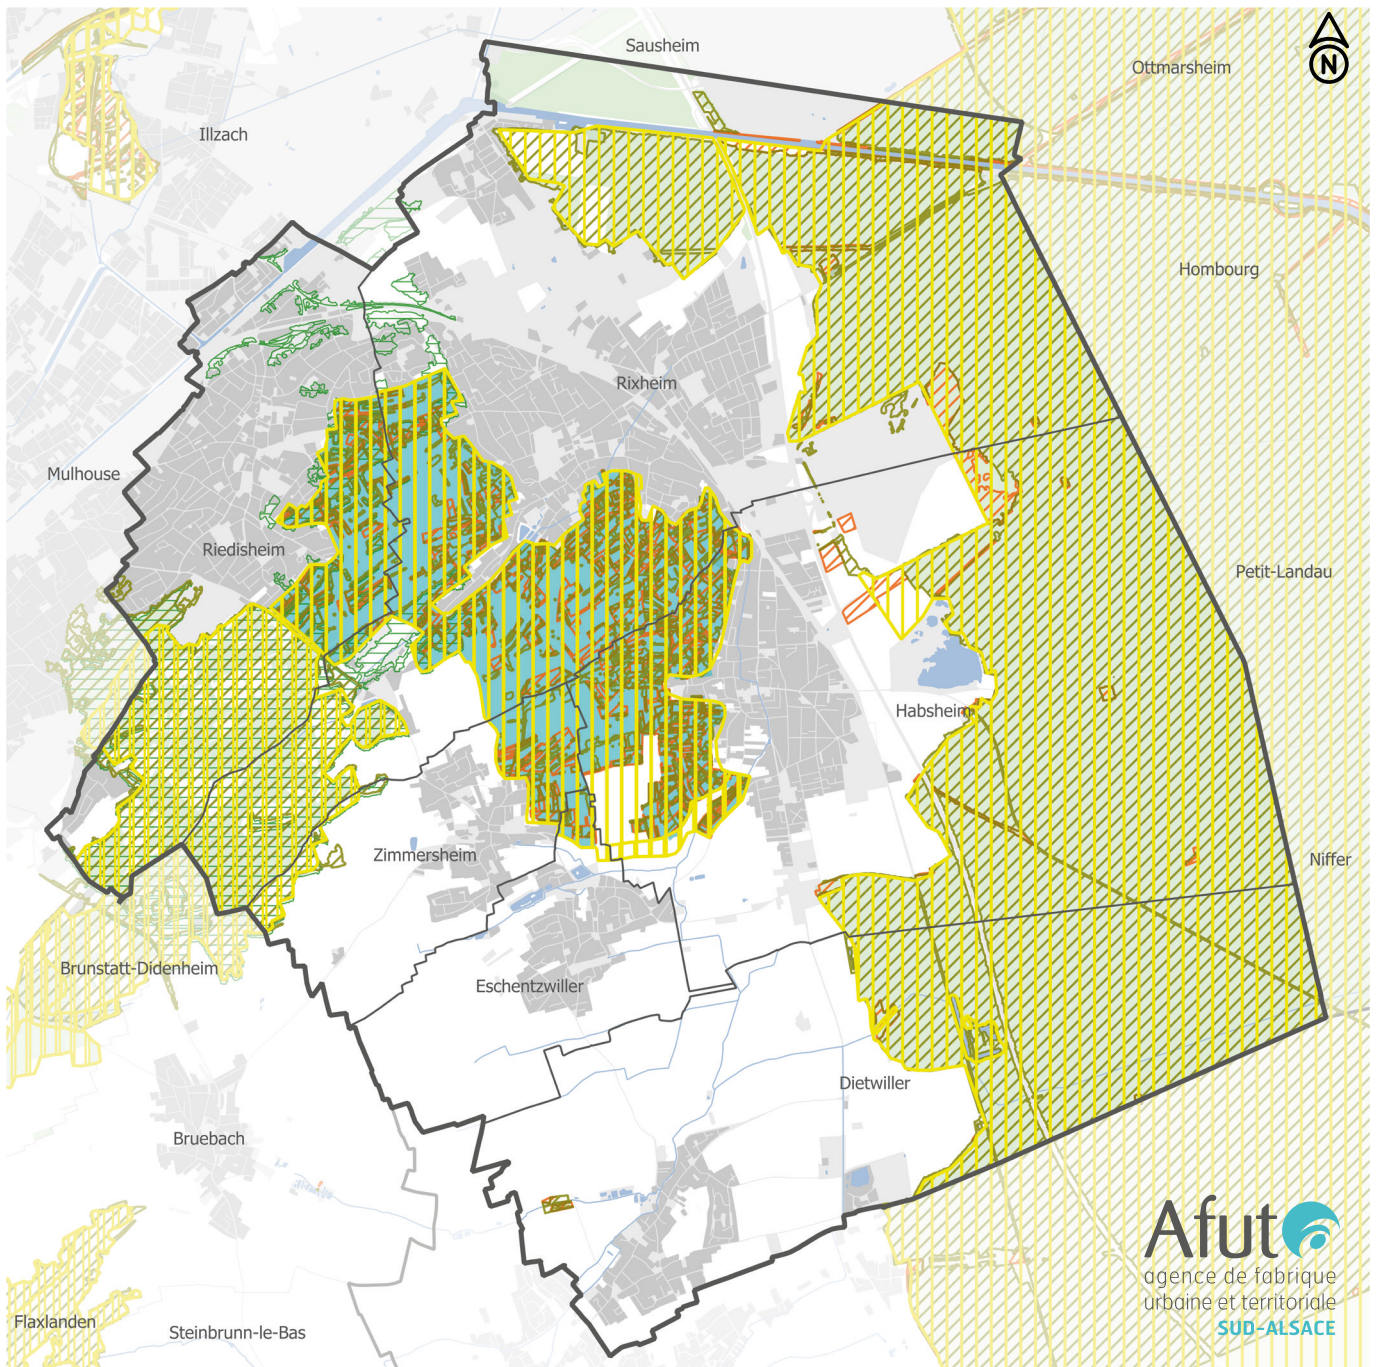 Sausheim
Ottmarsheim
N
Illzach
Hombourg
Rixheim
Mulhouse
Riedisheim
Petit-Landau
Habsheim
Zimmersheim
Niffer
Brunstatt-Didenheim
Eschentzwiller
Dietwiller
Bruebach
Flaxlanden
Steinbrunn-le-Bas
Afut
agence de fabrique
urbaine et territoriale
SUD-ALSACE